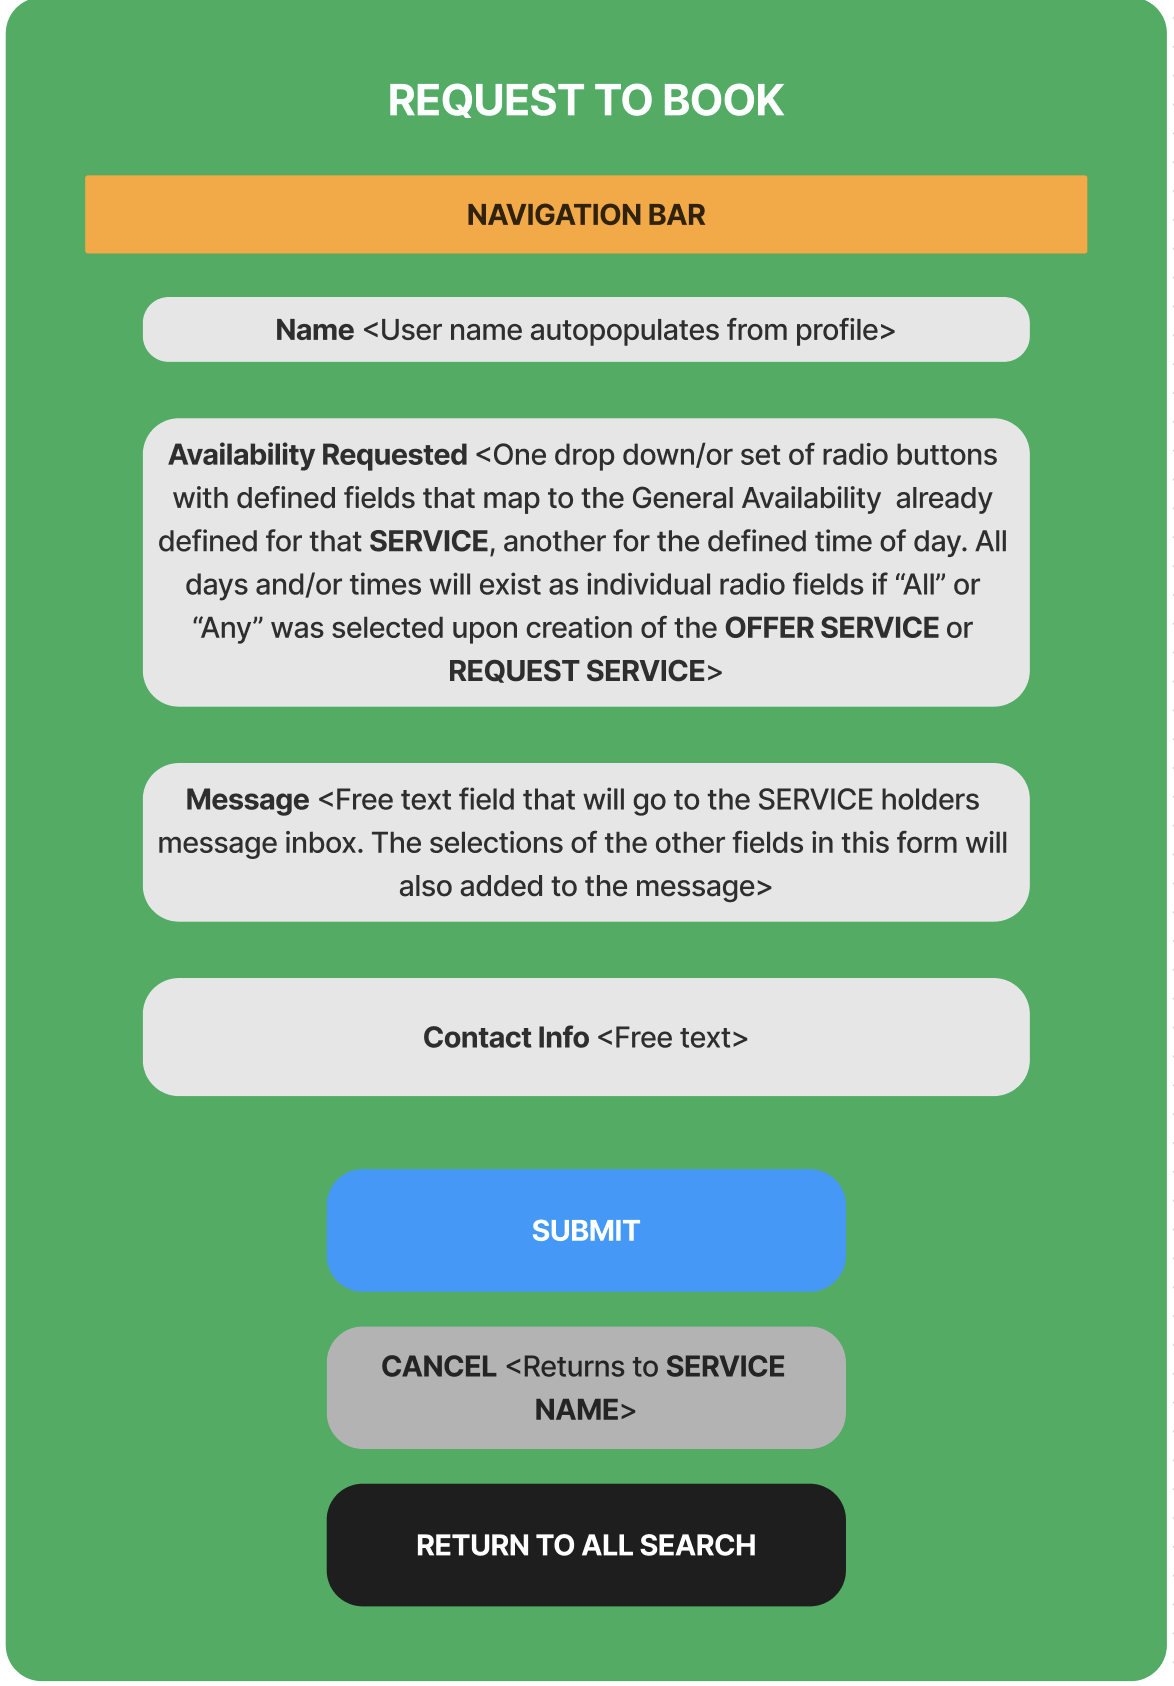 REQUEST TO BOOK
NAVIGATION BAR
Name <User name autopopulates from profile>
Availability Requested <One drop down/or set of radio buttons
with defined fields that map to the General Availability  already
defined for that SERVICE, another for the defined time of day. All
days and/or times will exist as individual radio fields if “All” or
“Any” was selected upon creation of the OFFER SERVICE or
REQUEST SERVICE>
Message <Free text field that will go to the SERVICE holders
message inbox. The selections of the other fields in this form will
also added to the message>
Contact Info <Free text>
SUBMIT
CANCEL <Returns to SERVICE
NAME>
RETURN TO ALL SEARCH